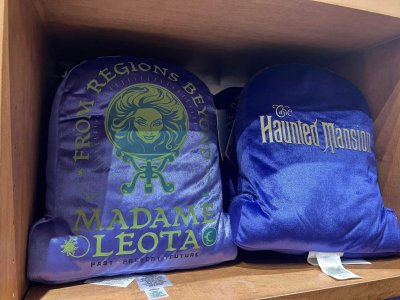 FROM REGIONS BEYOND
MADAME
LEOTA
PAST PRESENT FUTURE
The
Haunted Mansion